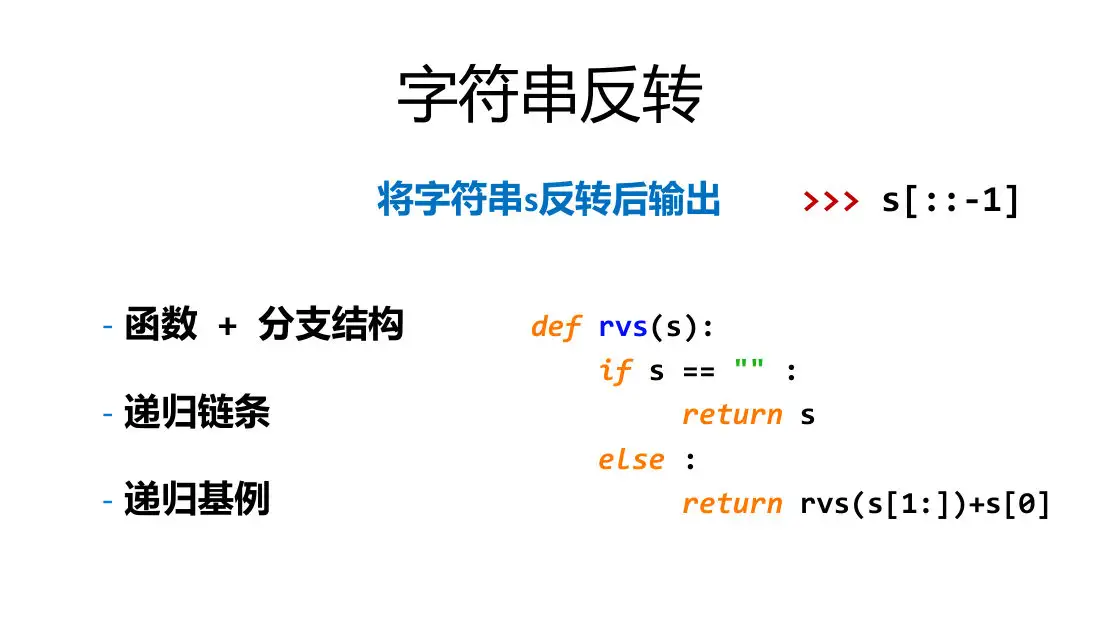 字符串反转
将字符串s反转后输出 >>> s[::-1]
- 函数 + 分支结构
- 递归链条
- 递归基例
def rvs(s):
    if s == "" :
        return s
    else :
        return rvs(s[1:])+s[0]